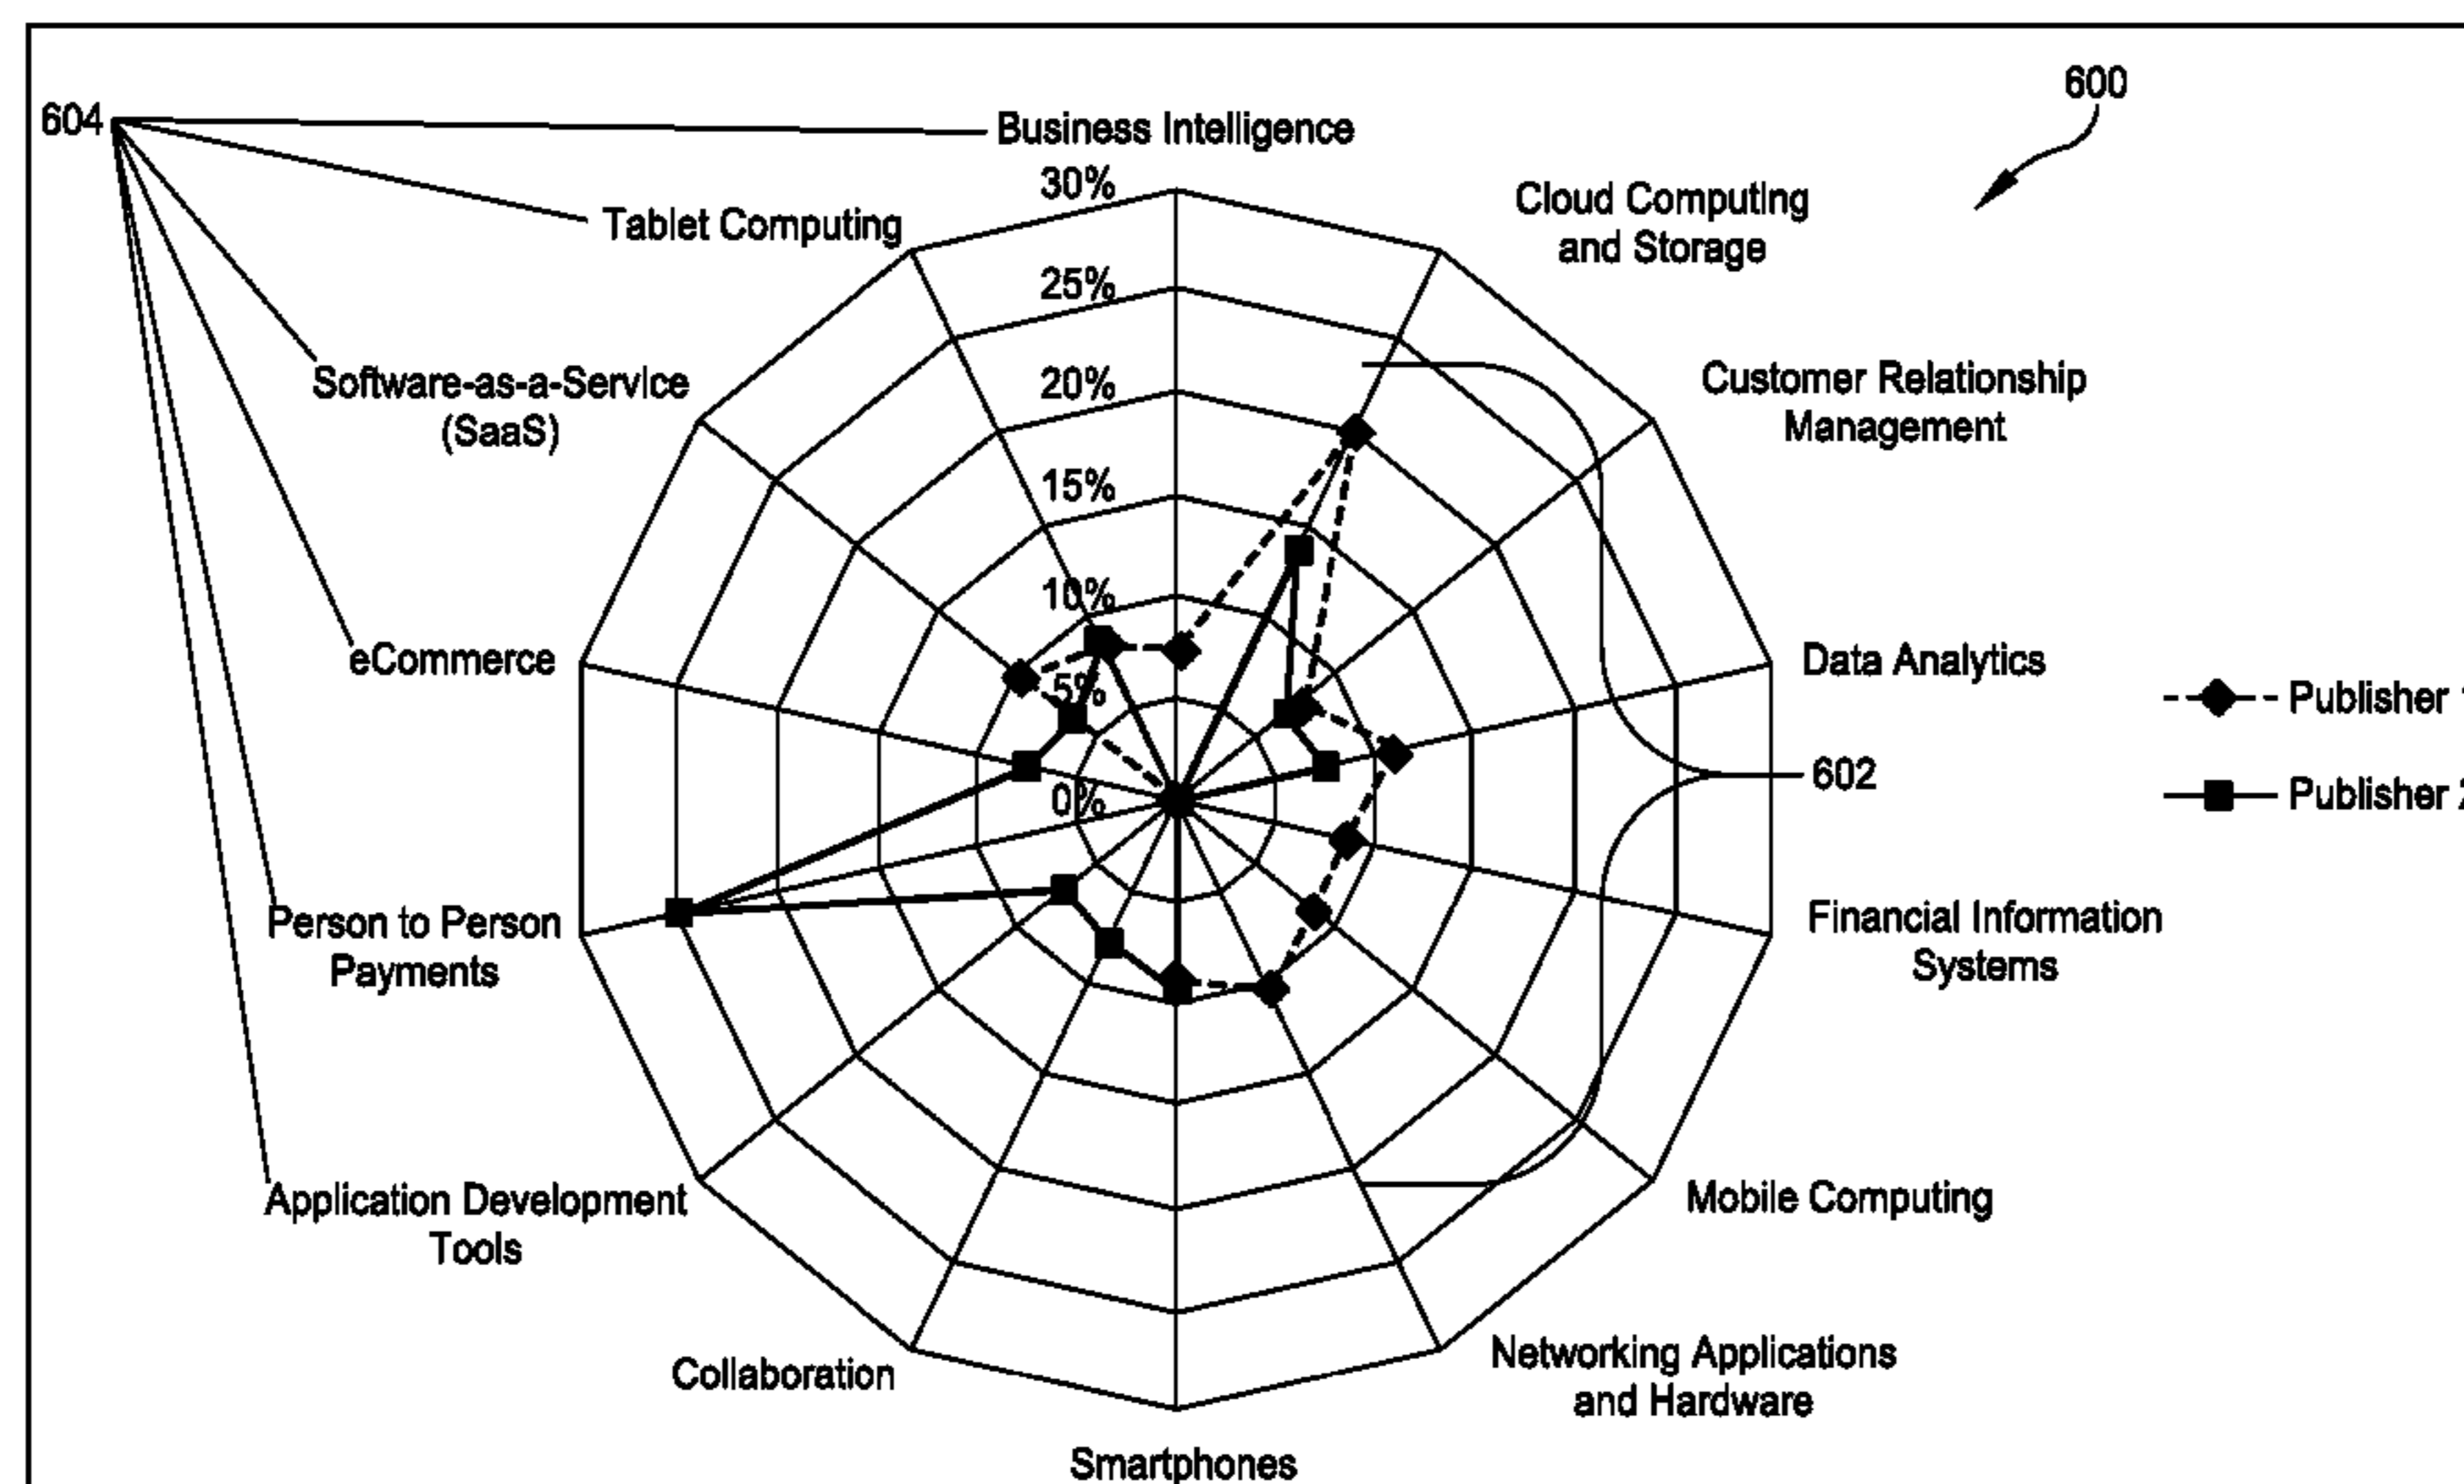 600
604
Business Intelligence
30%
Cloud Computing
and Storage
Tablet Computing
25%
Software-as-a-Service
(SaaS)
20%
Customer Relationship
Management
15%
10%
eCommerce
5%
Data Analytics
Publisher
602
0%
Publisher 2
Person to Person
Payments
Financial Information
Systems
Application Development
Tools
Mobile Computing
Collaboration
Networking Applications
and Hardware
Smartphones